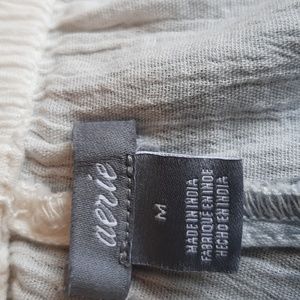 aerie
M
MADE IN INDIA
FABRIQUE EN INDE
HECHO EN INDIA